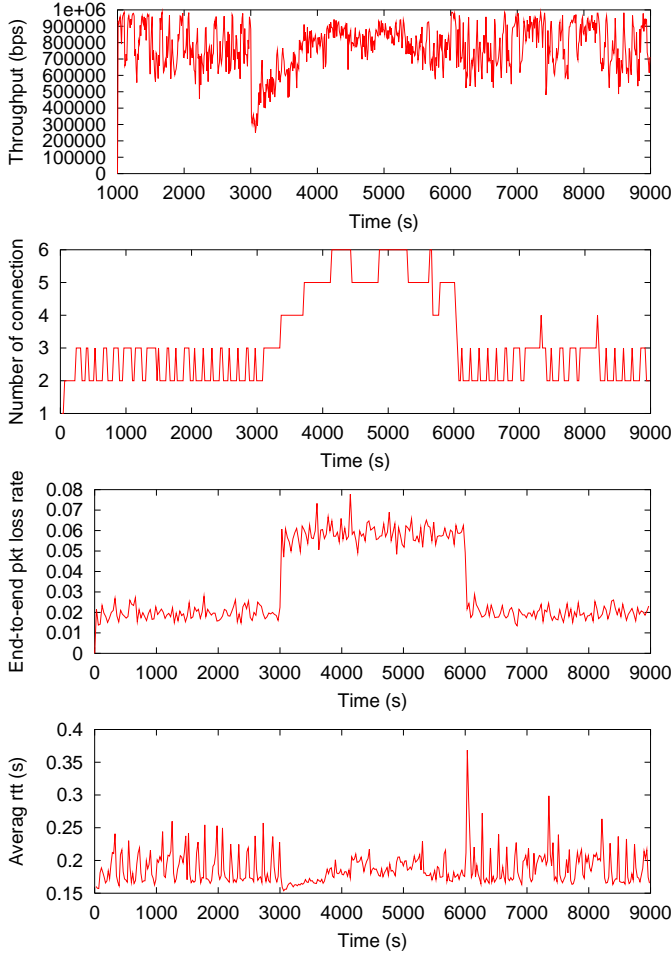 1e+06
900000
800000
700000
600000
500000
400000
300000
200000
100000
0
Throughput (bps)
1000 2000 3000 4000 5000 6000 7000 8000 9000
Time (s)
6
5
4
3
2
1
Number of connection
0 1000 2000 3000 4000 5000 6000 7000 8000 9000
Time (s)
0.08
0.07
0.06
0.05
0.04
0.03
0.02
0.01
0
End-to-end pkt loss rate
0 1000 2000 3000 4000 5000 6000 7000 8000 9000
Time (s)
0.4
0.35
0.3
0.25
0.2
0.15
Averag rtt (s)
0 1000 2000 3000 4000 5000 6000 7000 8000 9000
Time (s)